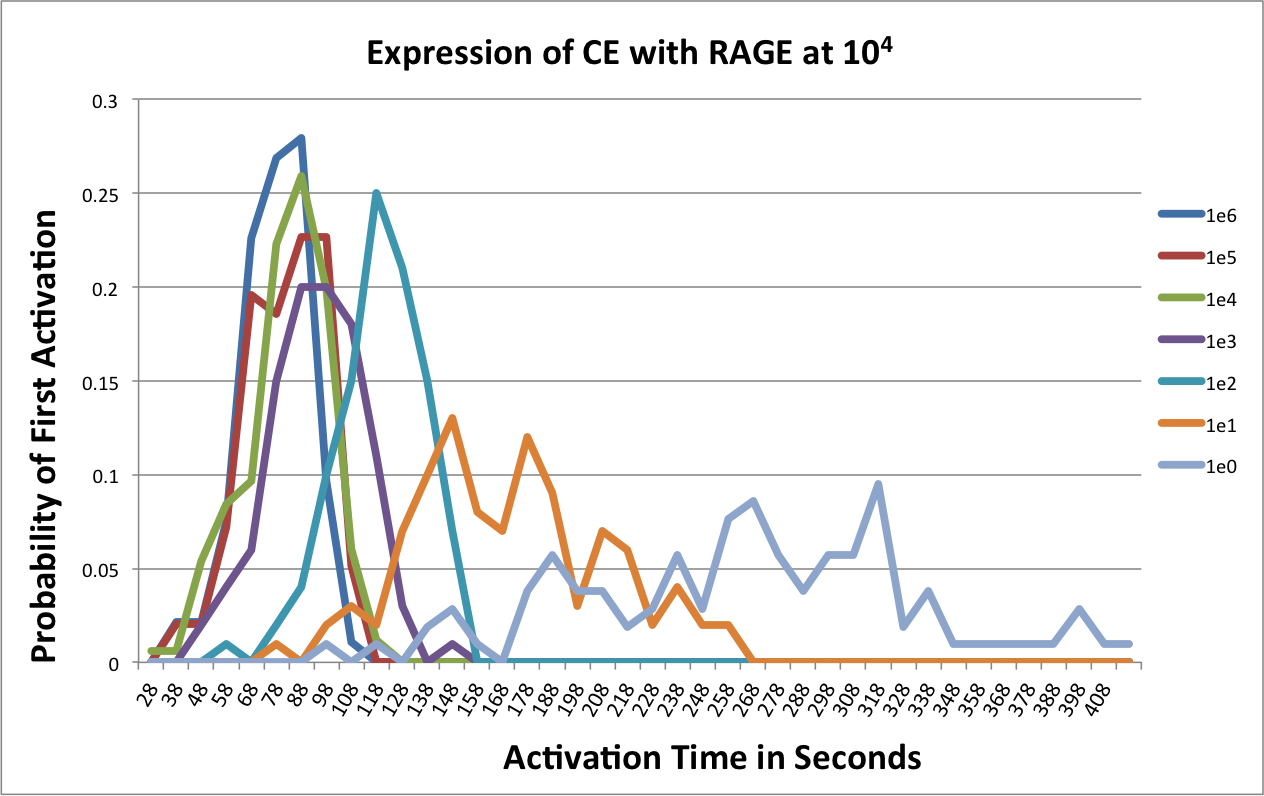 Expression of CE with RAGE at 10⁴
Probability of First Activation
0.3
0.25
0.2
0.15
0.1
0.05
0
28 38 48 58 68 78 88 98 108 118 128 138 148 158 168 178 188 198 208 218 228 238 248 258 268 278 288 298 308 318 328 338 348 358 368 378 388 398 408
Activation Time in Seconds
1e6
1e5
1e4
1e3
1e2
1e1
1e0